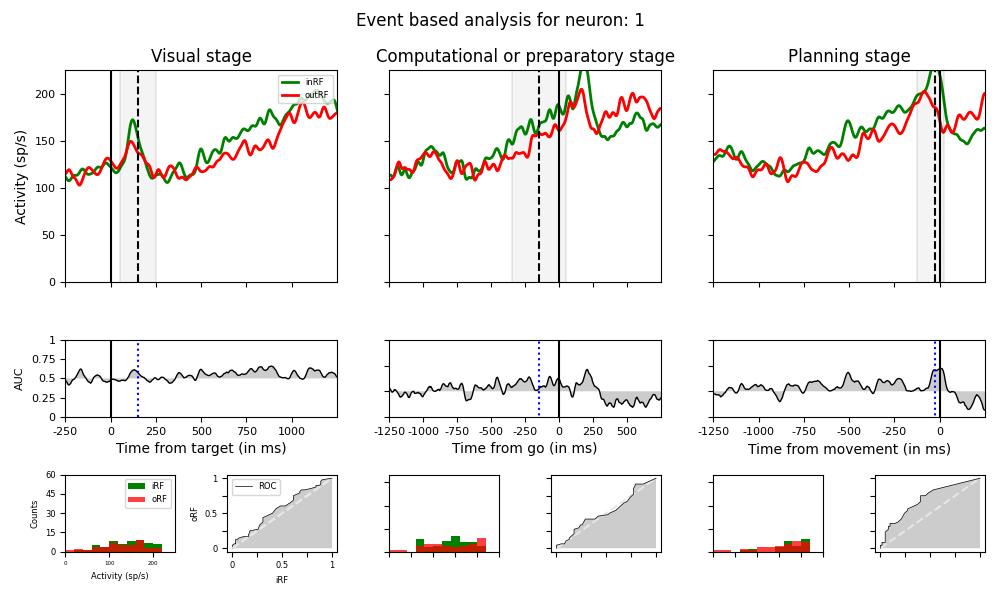 Event based analysis for neuron: 1
Visual stage
Computational or preparatory stage
Planning stage
Activity (sp/s)
200
150
100
50
0
inRF
outRF
AUC
1
0.75
0.5
0.25
0
-250 0 250 500 750 1000
-1250 -1000 -750 -500 -250 0 250 500
-1250 -1000 -750 -500 -250 0
Time from target (in ms)
Time from go (in ms)
Time from movement (in ms)
Counts
60
45
30
15
0
iRF
oRF
0 100 200
Activity (sp/s)
oRF
1
0.5
0
ROC
0 0.5 1
iRF